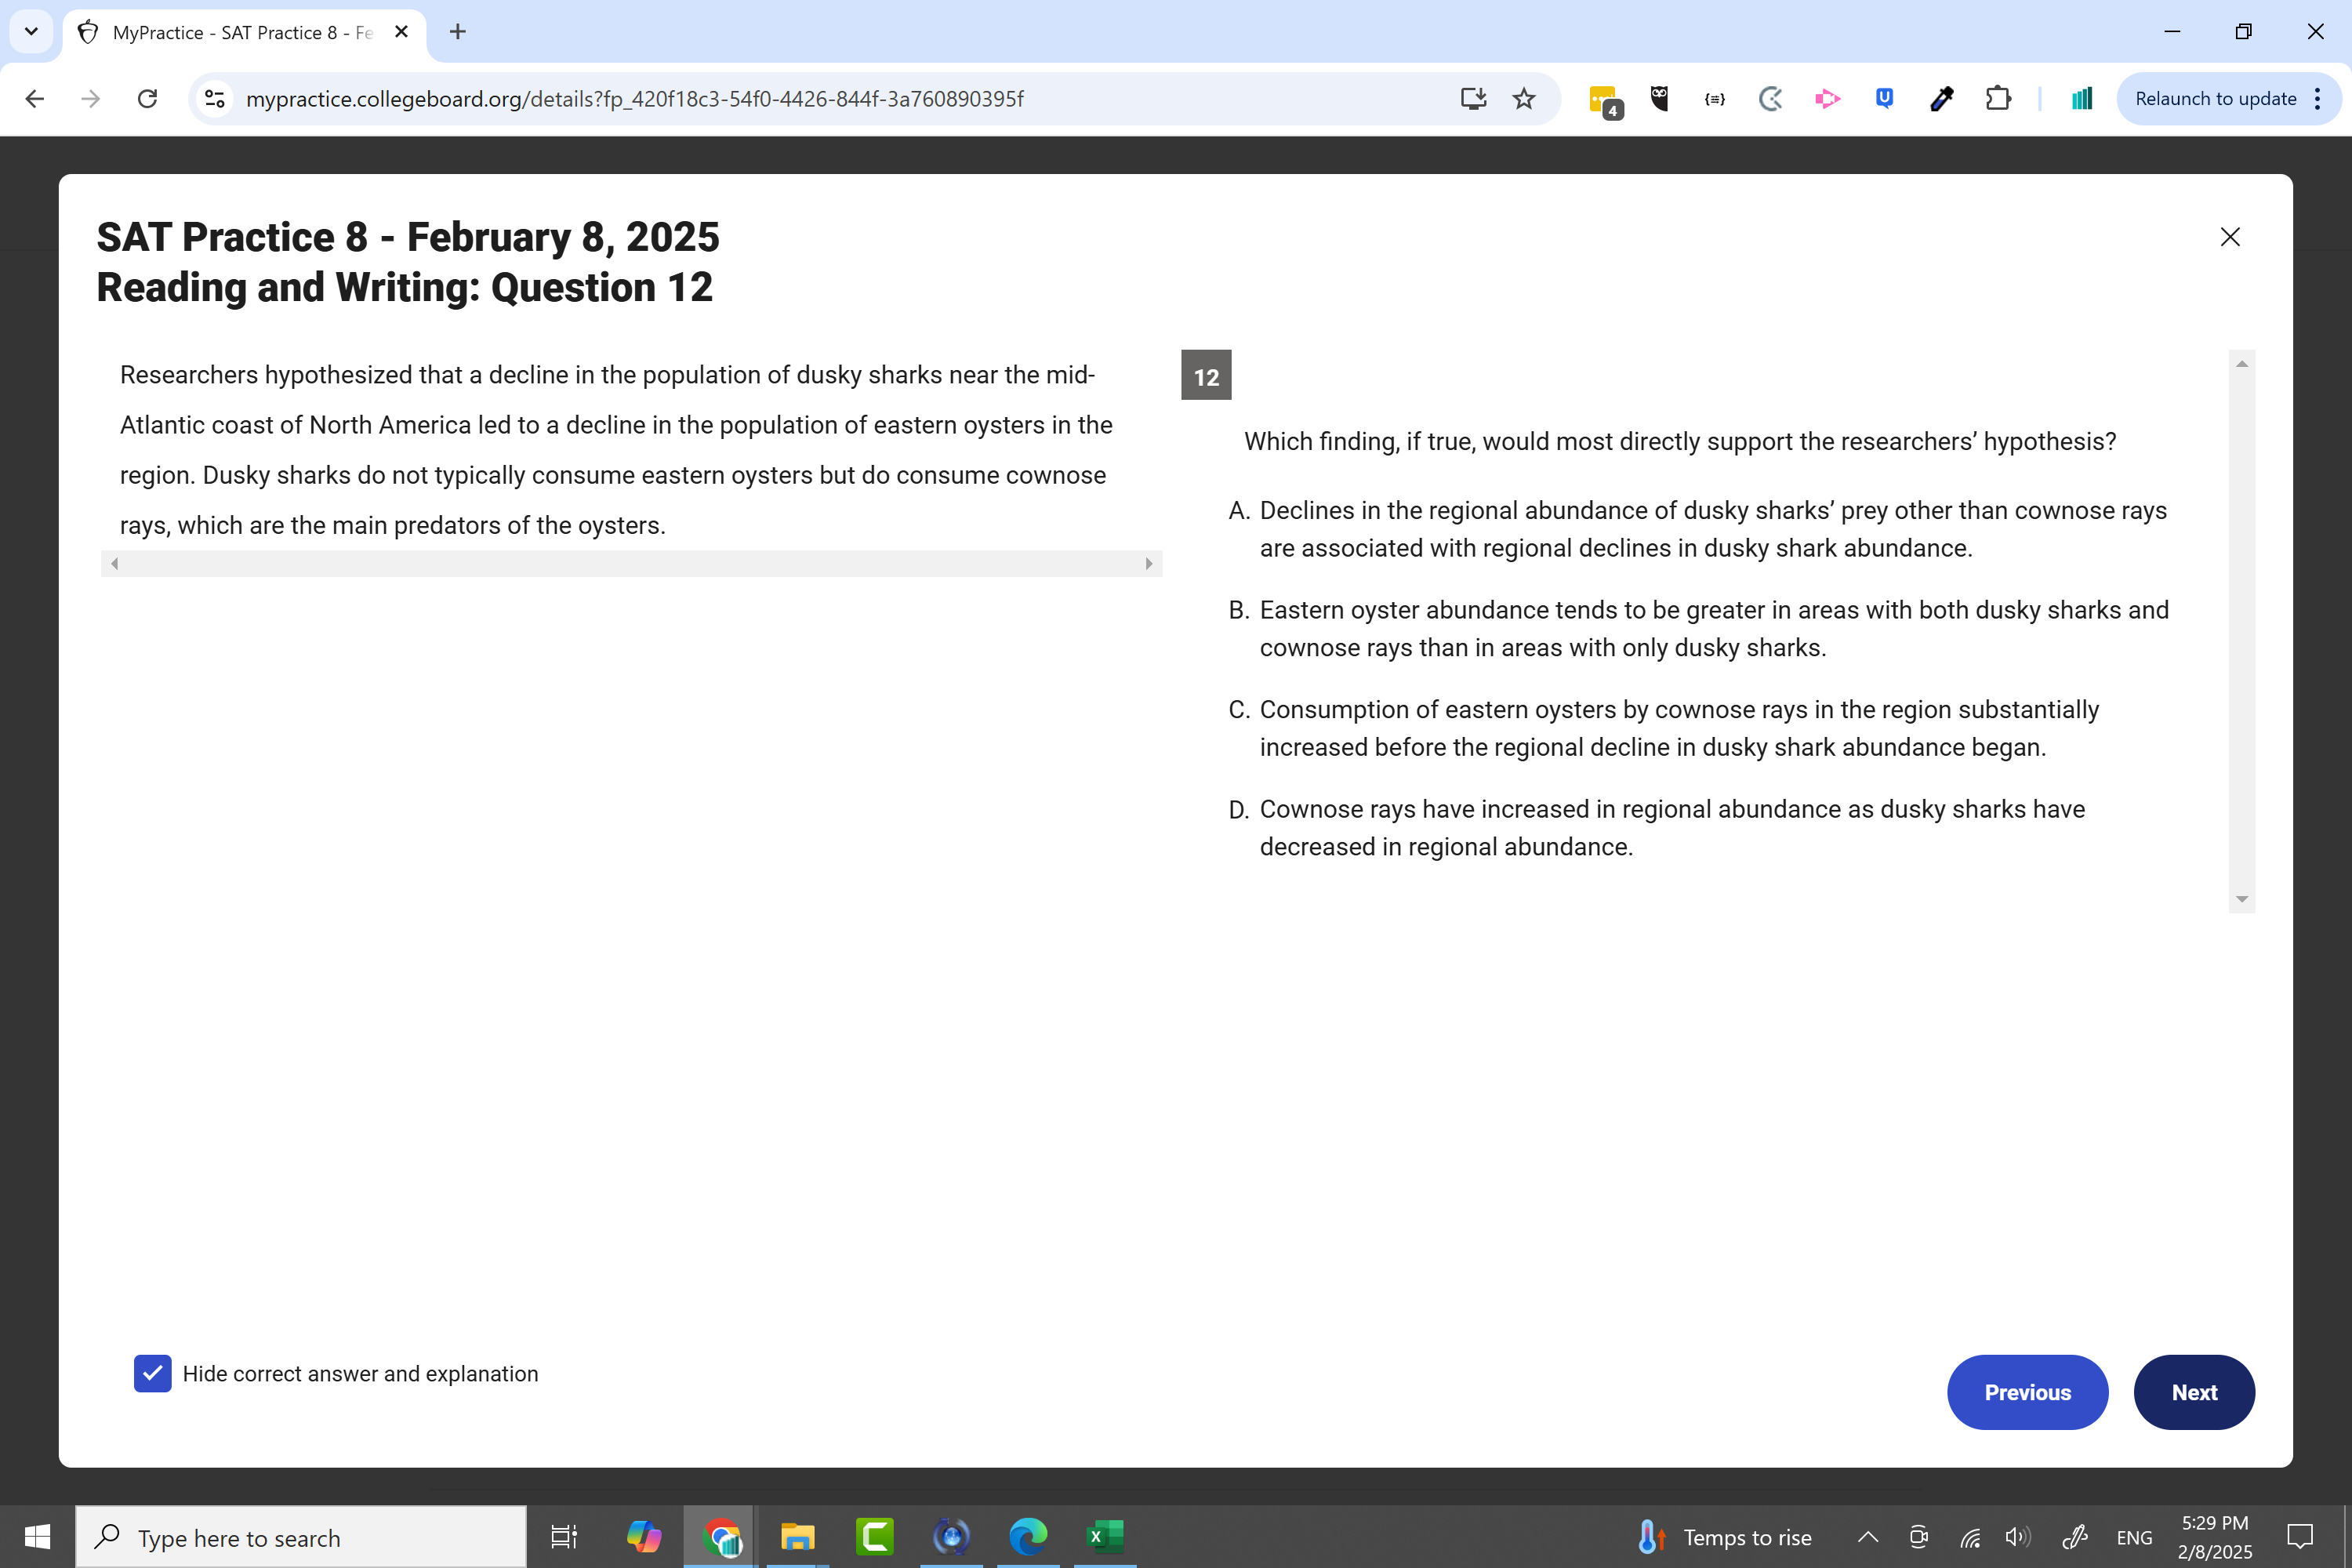 MyPractice - SAT Practice 8 - Fe
mypractice.collegeboard.org/details?fp_420f18c3-54f0-4426-844f-3a760890395f
4
Relaunch to update
SAT Practice 8 - February 8, 2025
Reading and Writing: Question 12
Researchers hypothesized that a decline in the population of dusky sharks near the mid-
Atlantic coast of North America led to a decline in the population of eastern oysters in the
region. Dusky sharks do not typically consume eastern oysters but do consume cownose
rays, which are the main predators of the oysters.
12
Which finding, if true, would most directly support the researchers’ hypothesis?
A. Declines in the regional abundance of dusky sharks’ prey other than cownose rays
are associated with regional declines in dusky shark abundance.
B. Eastern oyster abundance tends to be greater in areas with both dusky sharks and
cownose rays than in areas with only dusky sharks.
C. Consumption of eastern oysters by cownose rays in the region substantially
increased before the regional decline in dusky shark abundance began.
D. Cownose rays have increased in regional abundance as dusky sharks have
decreased in regional abundance.
Hide correct answer and explanation
Previous
Next
Type here to search
Temps to rise
ENG
5:29 PM
2/8/2025